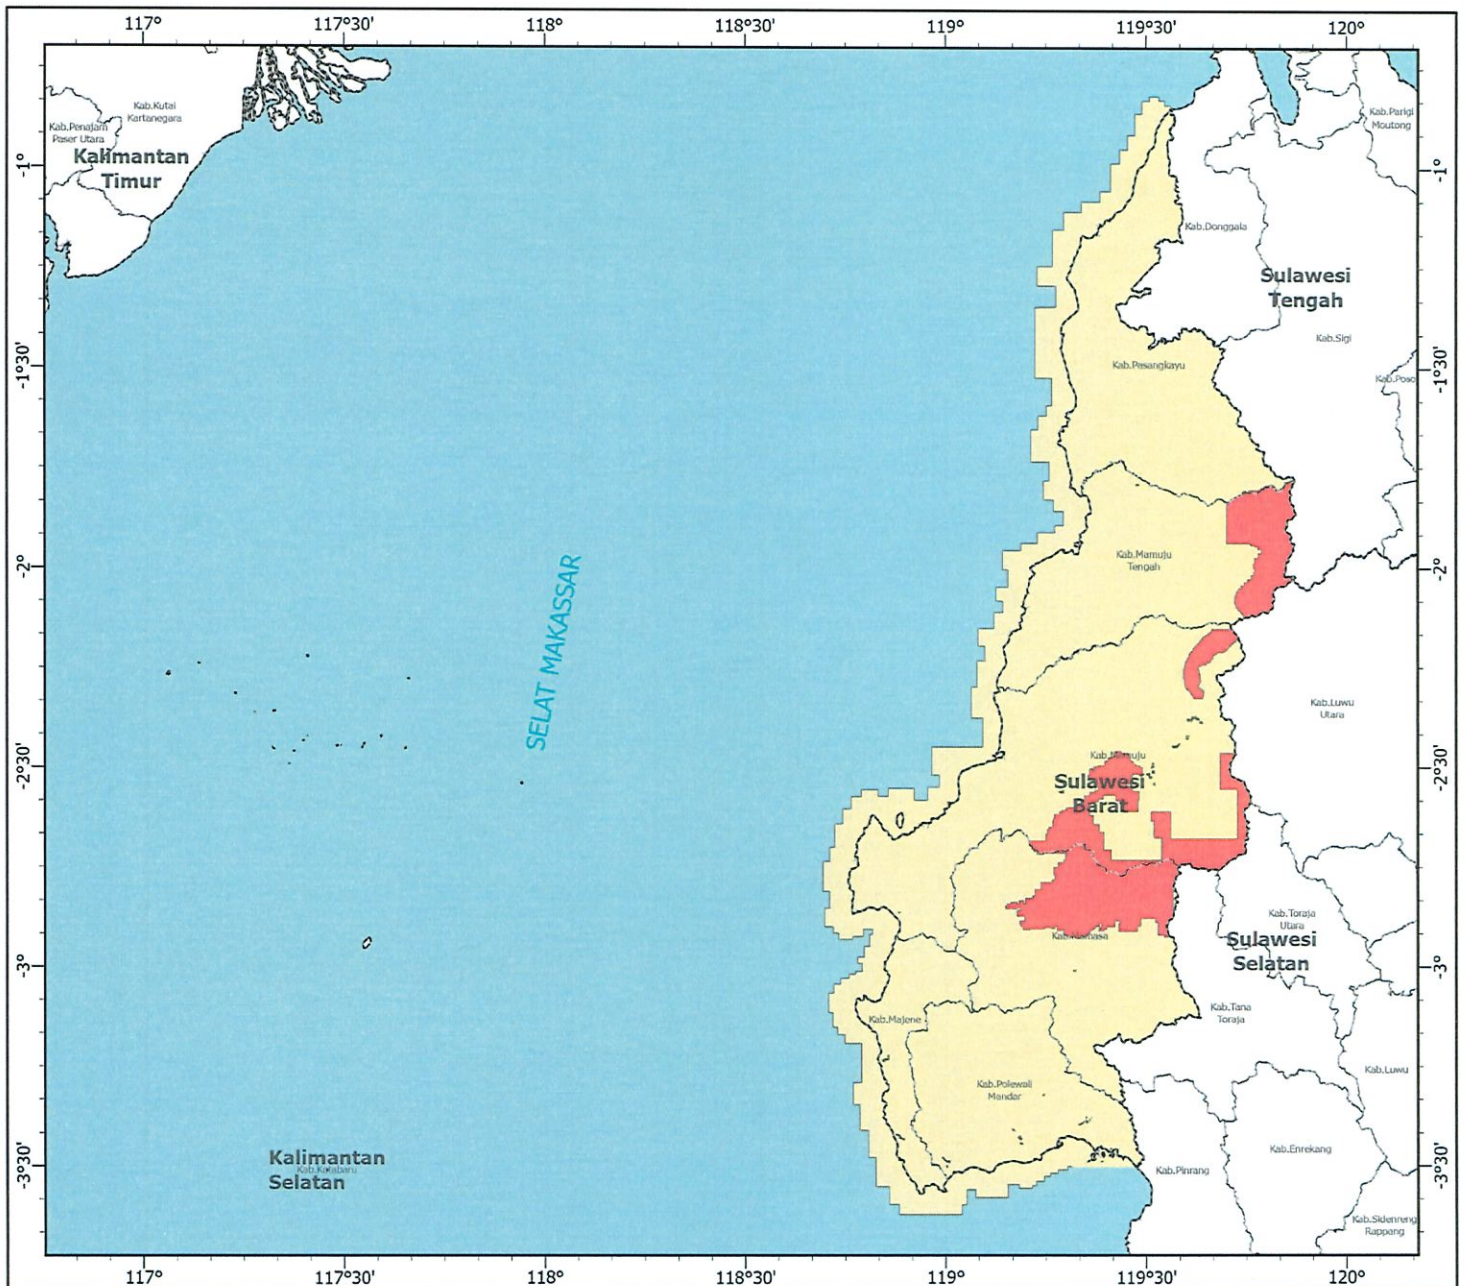 117°
117°30'
118°
118°30'
119°
119°30'
120°
Kab.Kutai
Kartanegara
Kab.Penajam
Paser Utara
Kalimantan
Timur
Kab.Parigi
Moutong
-1°
-1°
Kab.Donggala
Sulawesi
Tengah
Kab.Sigi
-1°30'
-1°30'
Kab.Pasangkayu
Kab.Poso
-2°
-2°
Kab.Mamuju
Tengah
SELAT MAKASSAR
Kab.Luwu
Utara
-2°30'
-2°30'
Kab.Mamuju
Sulawesi
Barat
Kab.Toraja
Utara
Kab.Mamasa
Sulawesi
Selatan
-3°
-3°
Kab.Majene
Kab.Tana
Toraja
Kab.Luwu
Kab.Polewali
Mandar
Kab.Enrekang
Kalimantan
Kab.Kotabaru
Selatan
-3°30'
-3°30'
Kab.Pinrang
Kab.Sidenreng
Rappang
117°
117°30'
118°
118°30'
119°
119°30'
120°